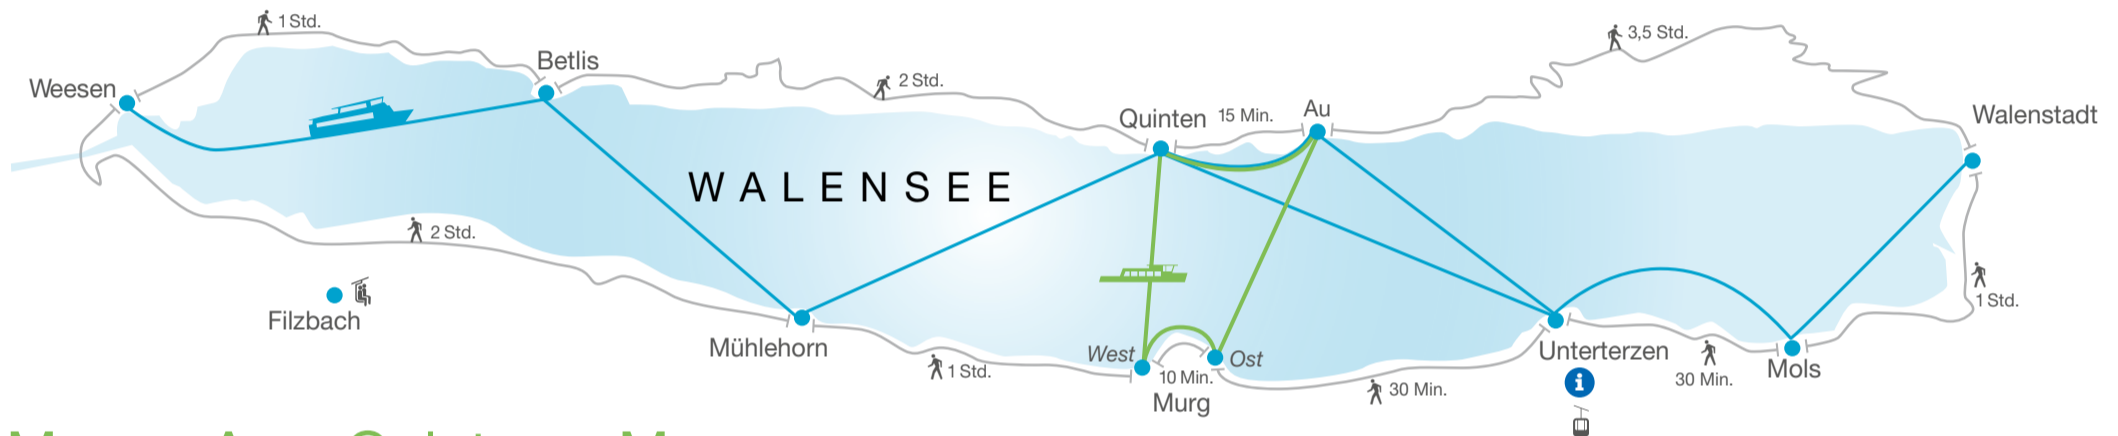 1 Std.
3,5 Std.
Betlis
Weesen
2 Std.
Quinten
15 Min.
Au
Walenstadt
WALENSEE
2 Std.
1 Std.
Filzbach
Mühlehorn
West
Ost
Unterterzen
1 Std.
10 Min.
30 Min.
30 Min.
Mols
Murg
i